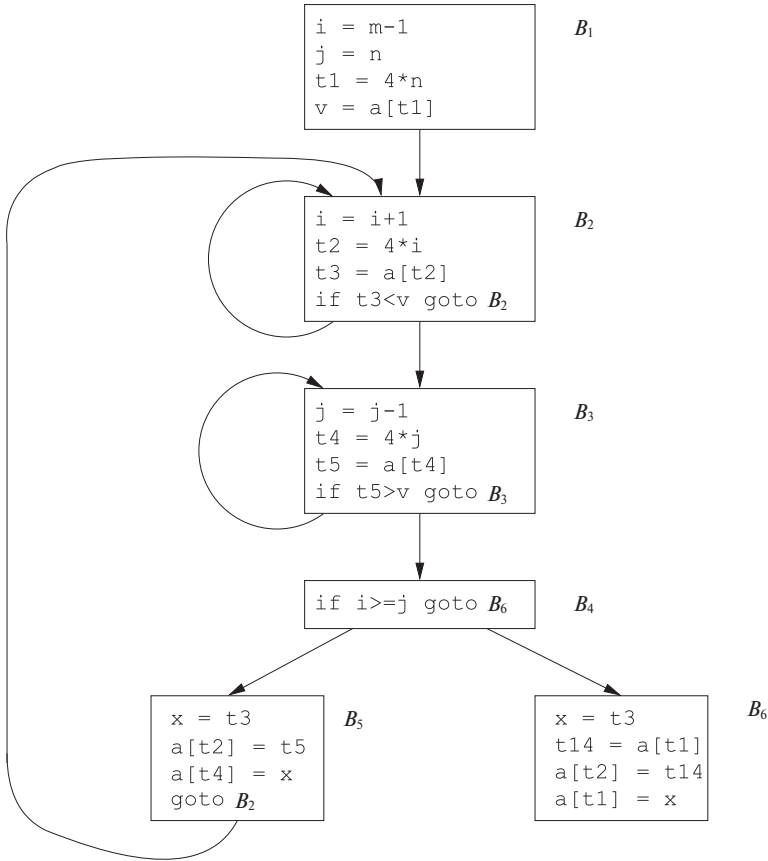 i = m-1
j = n
t1 = 4*n
v = a[t1]
B1
i = i+1
t2 = 4*i
t3 = a[t2]
if t3<v goto B2
B2
j = j-1
t4 = 4*j
t5 = a[t4]
if t5>v goto B3
B3
if i>=j goto B6
B4
x = t3
a[t2] = t5
a[t4] = x
goto B2
B5
x = t3
t14 = a[t1]
a[t2] = t14
a[t1] = x
B6